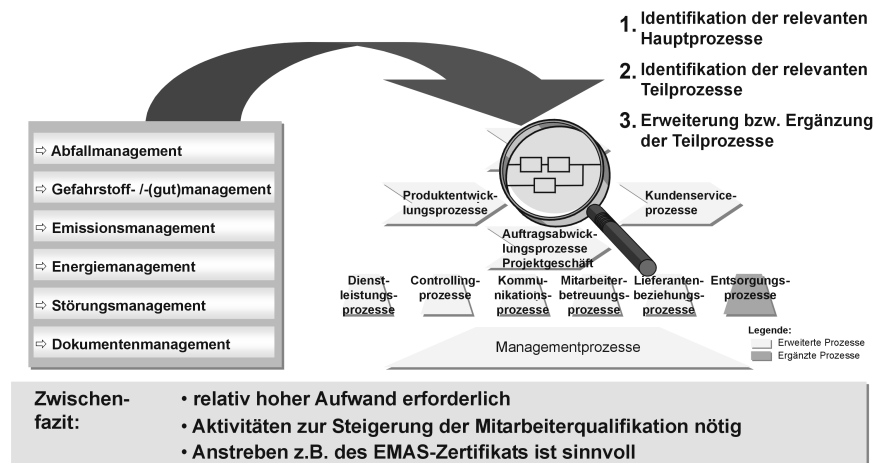 1. Identifikation der relevanten
Hauptprozesse
2. Identifikation der relevanten
Teilprozesse
3. Erweiterung bzw. Ergänzung
der Teilprozesse
⇨ Abfallmanagement
⇨ Gefahrstoff- /-(gut)management
⇨ Emissionsmanagement
⇨ Energiemanagement
⇨ Störungsmanagement
⇨ Dokumentenmanagement
Produktentwick-
lungsprozesse
Kundenservice-
prozesse
Auftragsabwick-
lungsprozesse
Projektgeschäft
Dienst-
leistungs-
prozesse
Controlling-
prozesse
Kommu-
nikations-
prozesse
Mitarbeiter-
betreuungs-
prozesse
Lieferanten-
beziehungs-
prozesse
Entsorgungs-
prozesse
Managementprozesse
Legende:
Erweiterte Prozesse
Ergänzte Prozesse
Zwischen-
fazit:
• relativ hoher Aufwand erforderlich
• Aktivitäten zur Steigerung der Mitarbeiterqualifikation nötig
• Anstreben z.B. des EMAS-Zertifikats ist sinnvoll